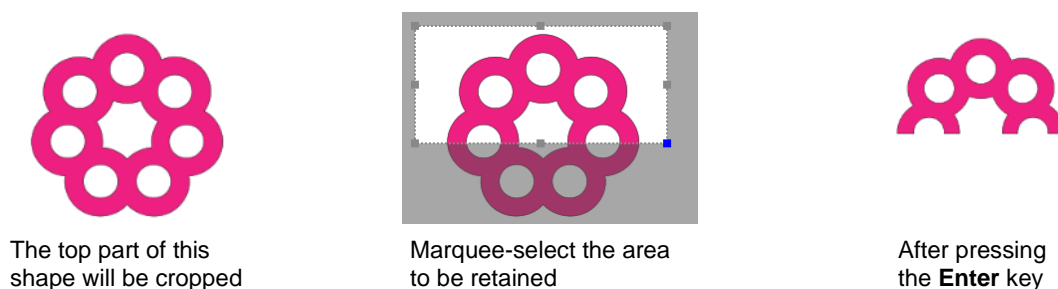 The top part of this
shape will be cropped
Marquee-select the area
to be retained
After pressing
the Enter key